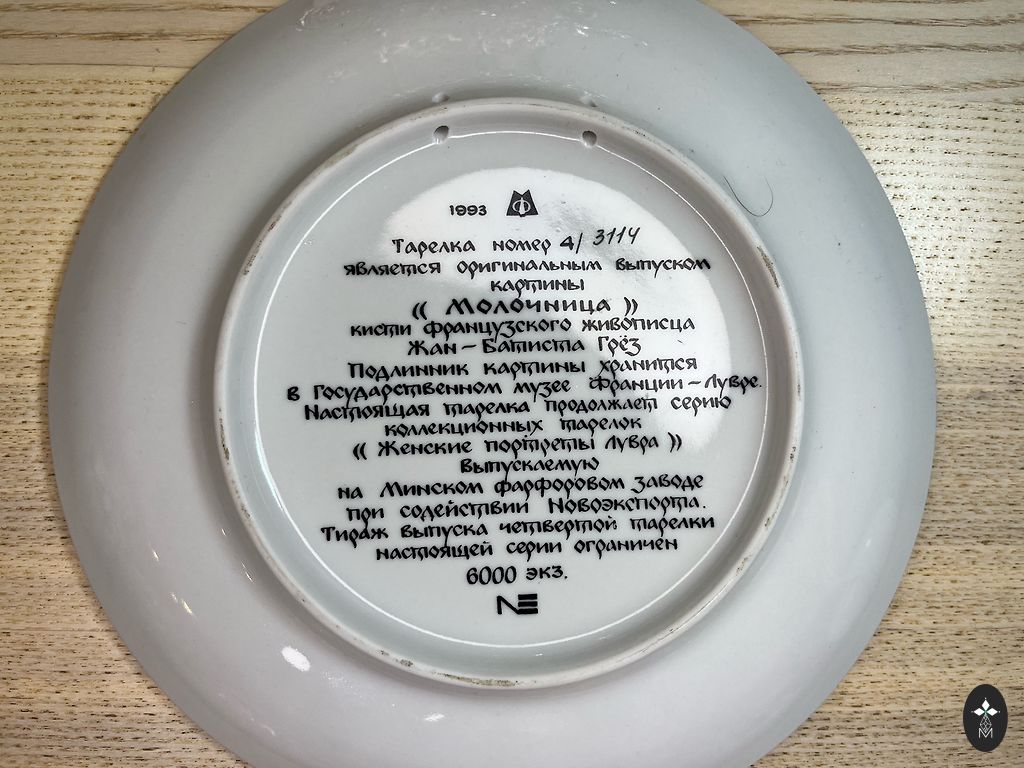 1993
Тарелка номер 4/ 3114
является оригинальным выпуском
картины
(( Молочница ))
кисти французского живописца
Жан – Батиста Грёз
Подлинник картины хранится
в Государственном музее Франции – Лувре.
Настоящая тарелка продолжает серию
коллекционных тарелок
(( Женские портреты Лувра ))
выпускаемую
на Минском фарфоровом заводе
при содействии Новоэкспорта.
Тираж выпуска четвертой тарелки
настоящей серии ограничен
6000 экз.